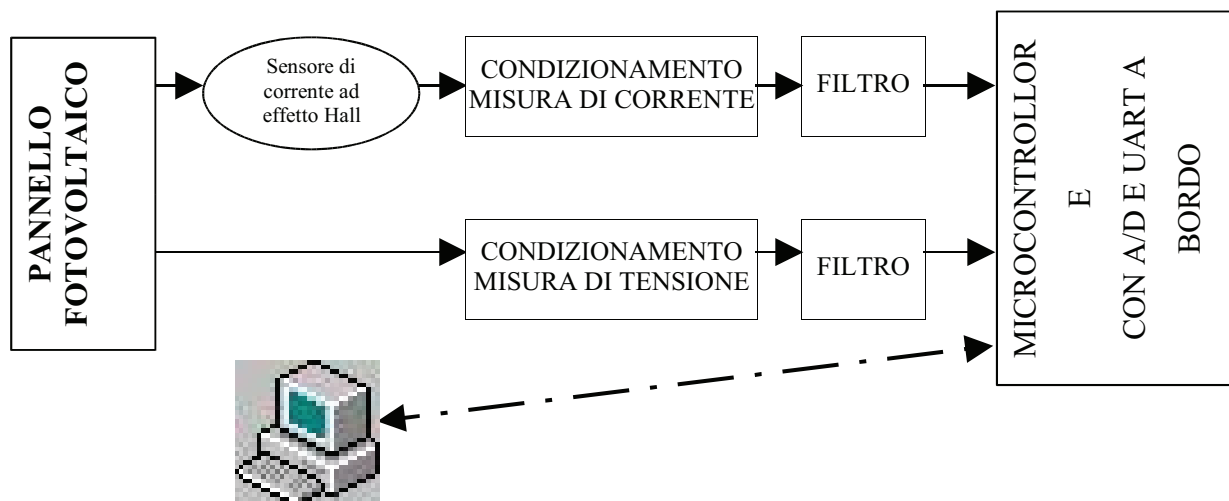 PANNELLO
FOTOVOLTAICO
Sensore di
corrente ad
effetto Hall
CONDIZIONAMENTO
MISURA DI CORRENTE
FILTRO
CONDIZIONAMENTO
MISURA DI TENSIONE
FILTRO
MICROCONTROLLOR
E
CON A/D E UART A
BORDO